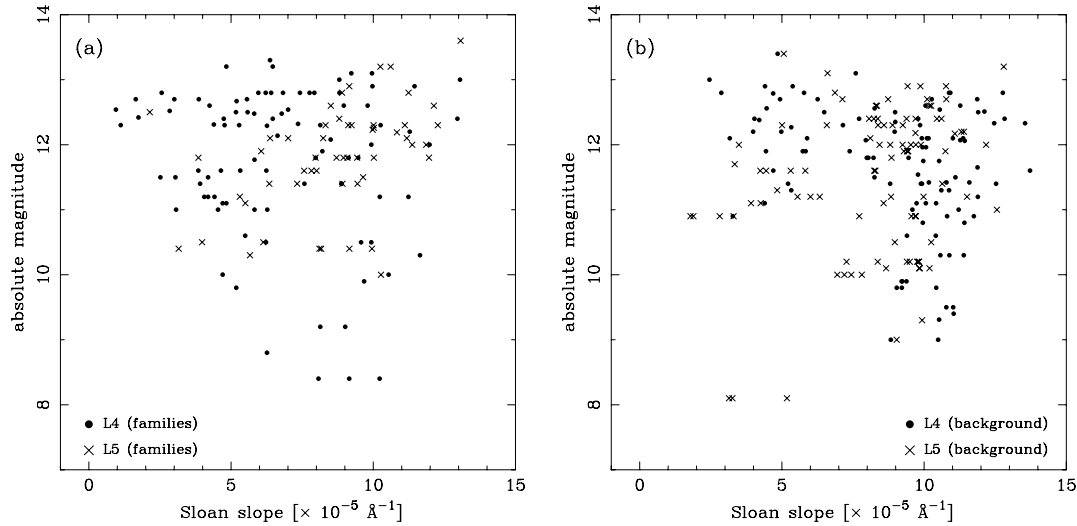 (a)
absolute magnitude
14
12
10
8
L4 (families)
L5 (families)
0 5 10 15
Sloan slope [× 10⁻⁵ Å⁻¹]
(b)
absolute magnitude
14
12
10
8
L4 (background)
L5 (background)
0 5 10 15
Sloan slope [× 10⁻⁵ Å⁻¹]